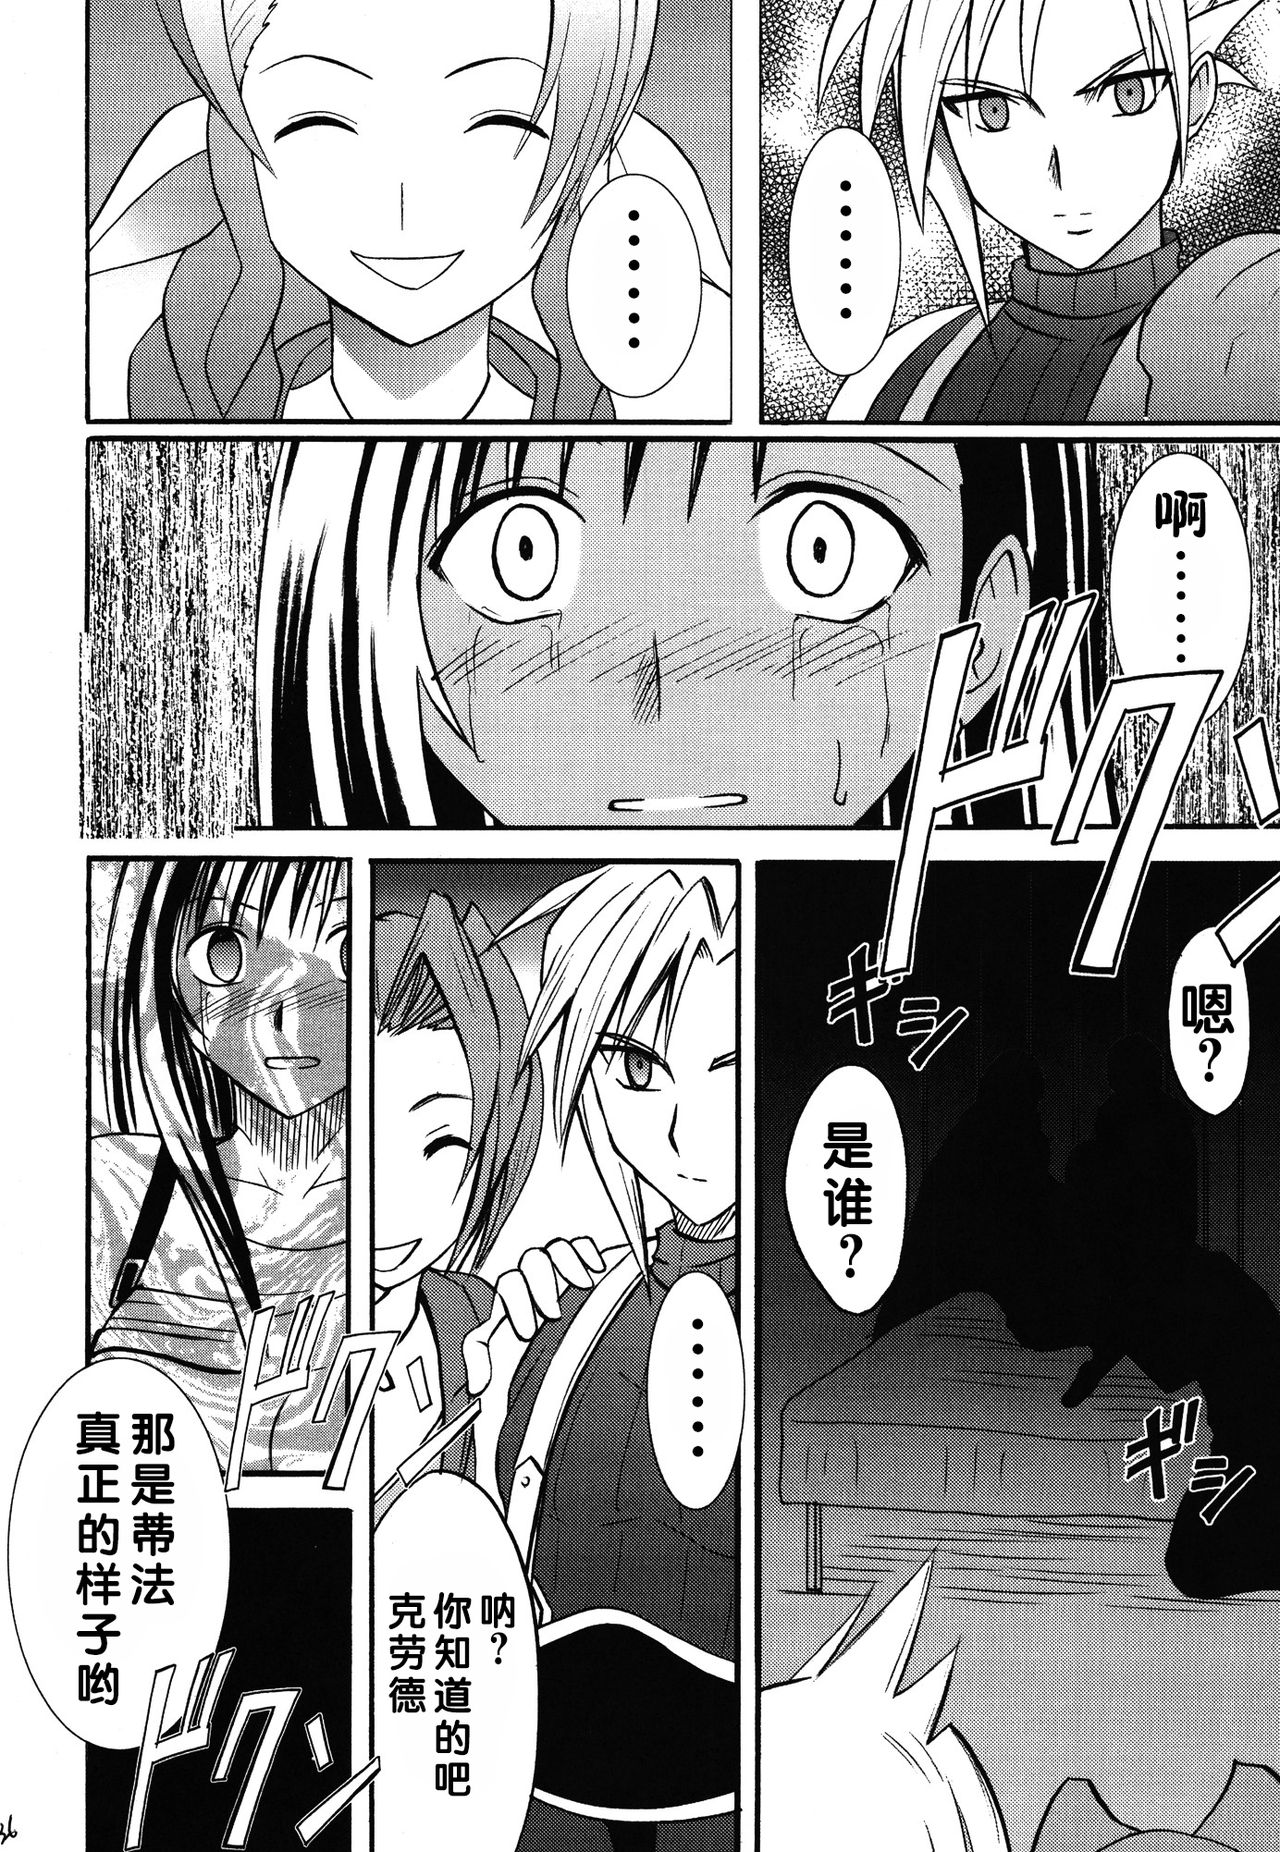 ・・・・・・
・・・・・・
啊・・・・・・
ドクン
嗯？
ギシ
是谁？
ギシ
・・・・・・
呐？
你知道的吧
克劳德
ドクン
那是蒂法
真正的样子哟
ドクン
36